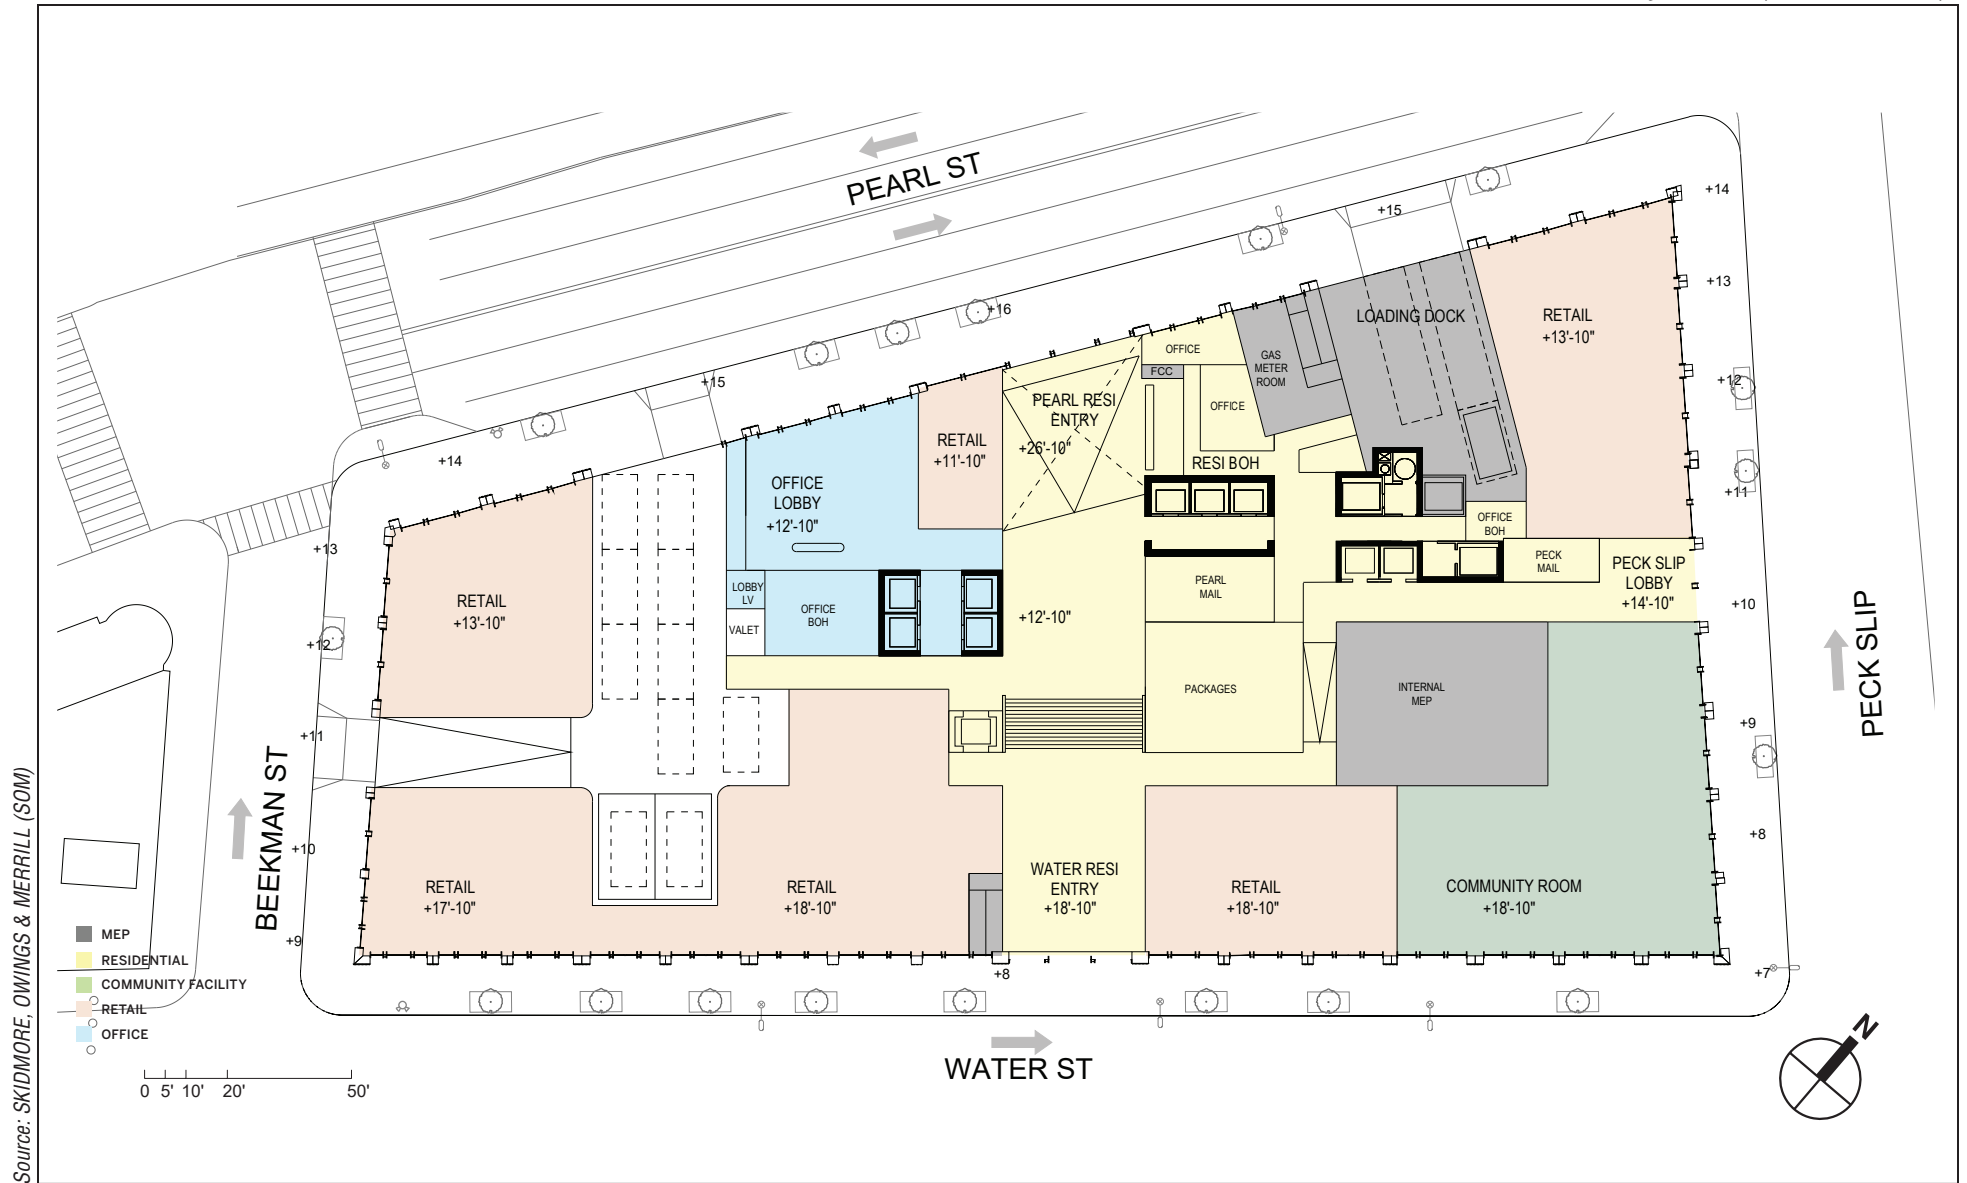 PEARL ST
+14
+15
+13
+16
LOADING DOCK
RETAIL
+13'-10"
OFFICE
GAS
METER
ROOM
FCC
+15
+12
PEARL RESI
ENTRY
+26'-10"
OFFICE
RETAIL
+11'-10"
+14
RESI BOH
OFFICE
LOBBY
+12'-10"
+11
OFFICE
BOH
+13
PECK
MAIL
PECK SLIP
LOBBY
+14'-10"
LOBBY
LV
PEARL
MAIL
RETAIL
+13'-10"
OFFICE
BOH
+12'-10"
+10
VALET
+12
PECK SLIP
PACKAGES
INTERNAL
MEP
+11
+9
BEEKMAN ST
+8
+10
RETAIL
+17'-10"
RETAIL
+18'-10"
WATER RESI
ENTRY
+18'-10"
RETAIL
+18'-10"
COMMUNITY ROOM
+18'-10"
+9
+8
+7
MEP
RESIDENTIAL
COMMUNITY FACILITY
RETAIL
OFFICE
WATER ST
N
0 5' 10' 20' 50'
Source: SKIDMORE, OWINGS & MERRILL (SOM)